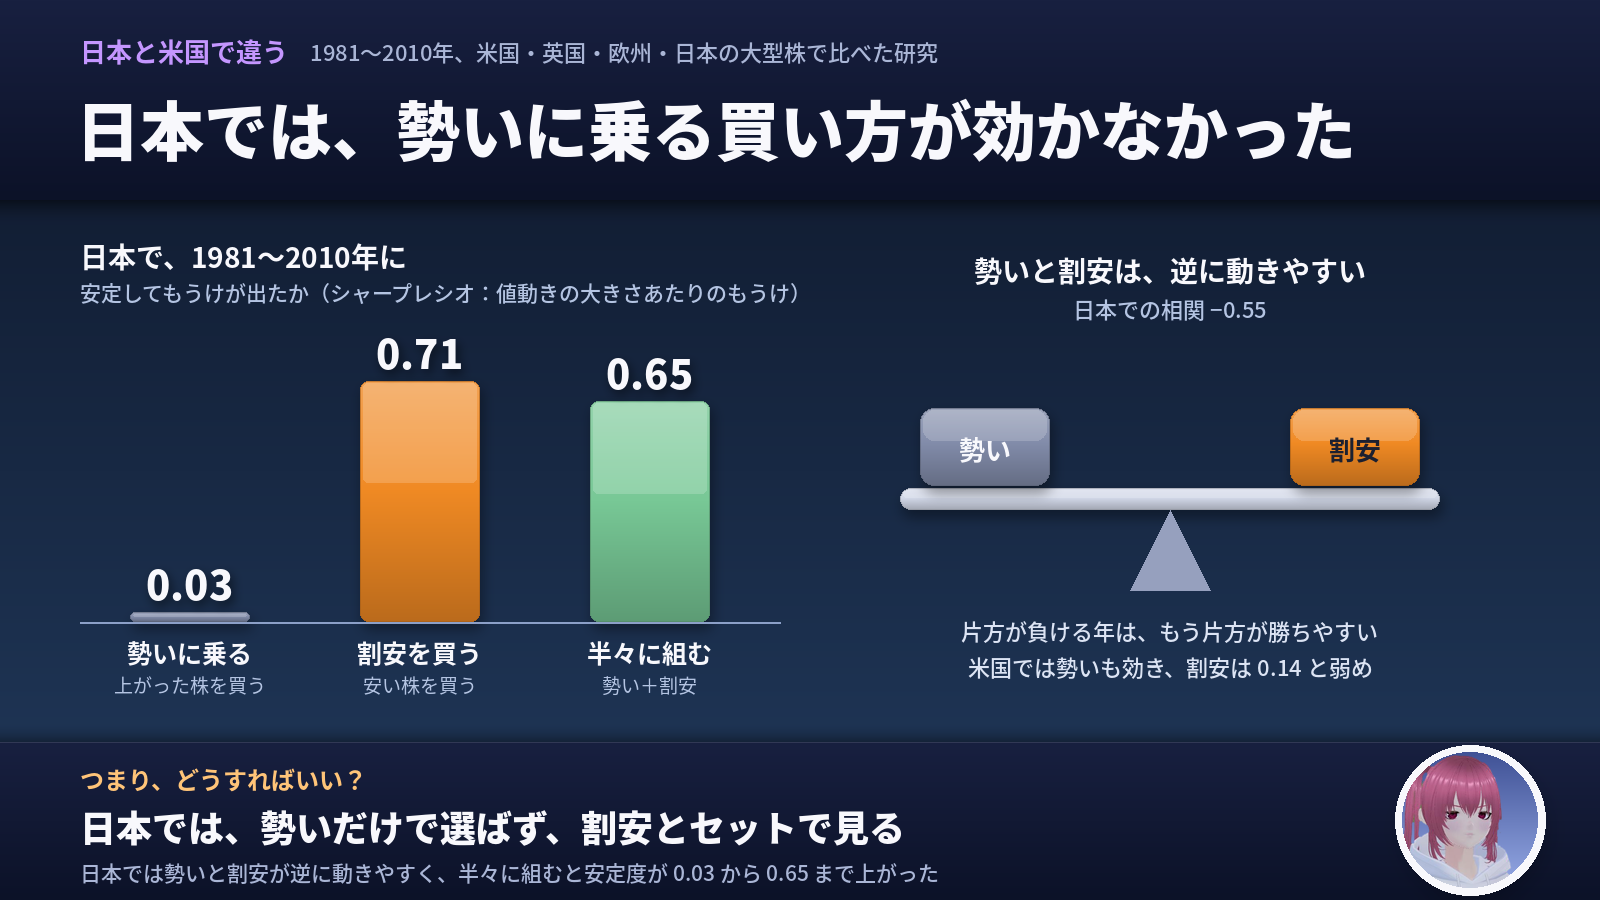 日本と米国で違う 1981〜2010年、米国・英国・欧州・日本の大型株で比べた研究
日本では、勢いに乗る買い方が効かなかった
日本で、1981〜2010年に
安定してもうけが出たか（シャープレシオ：値動きの大きさあたりのもうけ）
0.03
0.71
0.65
勢いに乗る
割安を買う
半々に組む
上がった株を買う
安い株を買う
勢い＋割安
勢いと割安は、逆に動きやすい
日本での相関 −0.55
勢い
割安
片方が負ける年は、もう片方が勝ちやすい
米国では勢いも効き、割安は 0.14 と弱め
つまり、どうすればいい？
日本では、勢いだけで選ばず、割安とセットで見る
日本では勢いと割安が逆に動きやすく、半々に組むと安定度が 0.03 から 0.65 まで上がった